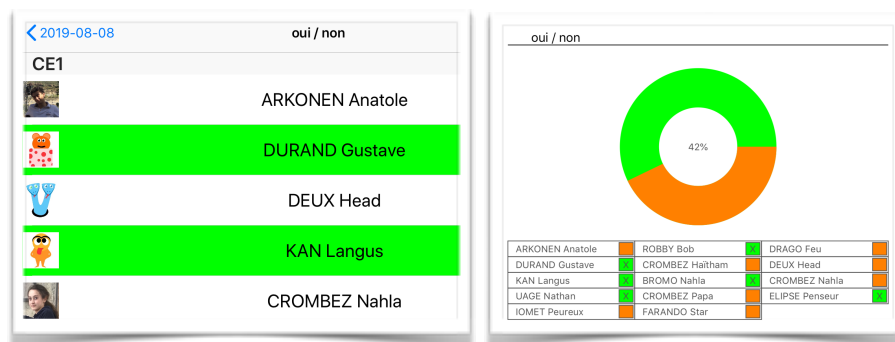 2019-08-08 oui / non
CE1
ARKONEN Anatole
DURAND Gustave
DEUX Head
KAN Langus
CROMBEZ Nahla
oui / non
42%
ARKONEN Anatole ROBBY Bob X DRAGO Feu
DURAND Gustave X CROMBEZ Haïtham DEUX Head
KAN Langus X BROMO Nahla X CROMBEZ Nahla
UAGE Nathan X CROMBEZ Papa ELIPSE Penseur X
IOMET Peureux FARANDO Star